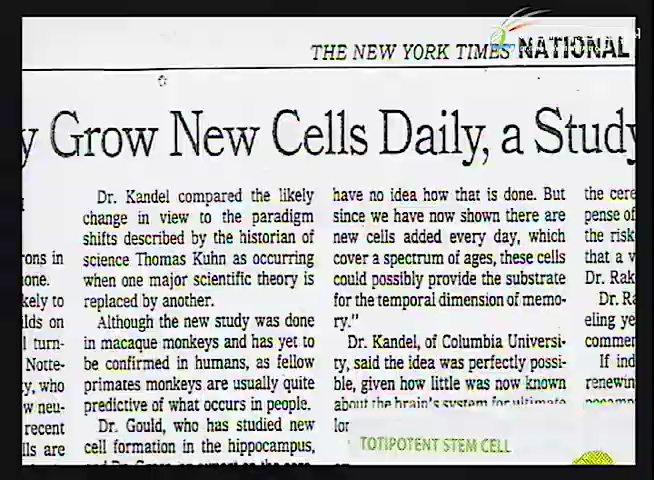 THE NEW YORK TIMES NATIONAL
y Grow New Cells Daily, a Study
rons in
one.
kely to
lds on
l turn-
Notte-
y, who
w neu-
recent
lls are
Dr. Kandel compared the likely
change in view to the paradigm
shifts described by the historian of
science Thomas Kuhn as occurring
when one major scientific theory is
replaced by another.
Although the new study was done
in macaque monkeys and has yet to
be confirmed in humans, as fellow
primates monkeys are usually quite
predictive of what occurs in people.
Dr. Gould, who has studied new
cell formation in the hippocampus,
have no idea how that is done. But
since we have now shown there are
new cells added every day, which
cover a spectrum of ages, these cells
could possibly provide the substrate
for the temporal dimension of memo-
ry."
Dr. Kandel, of Columbia Universi-
ty, said the idea was perfectly possi-
ble, given how little was now known
about the brain's system for ultimate
lor
the cere
pense of
the risk
that a v
Dr. Rak
Dr. Ra
eling ye
commer
If ind
renewin
TOTIPOTENT STEM CELL